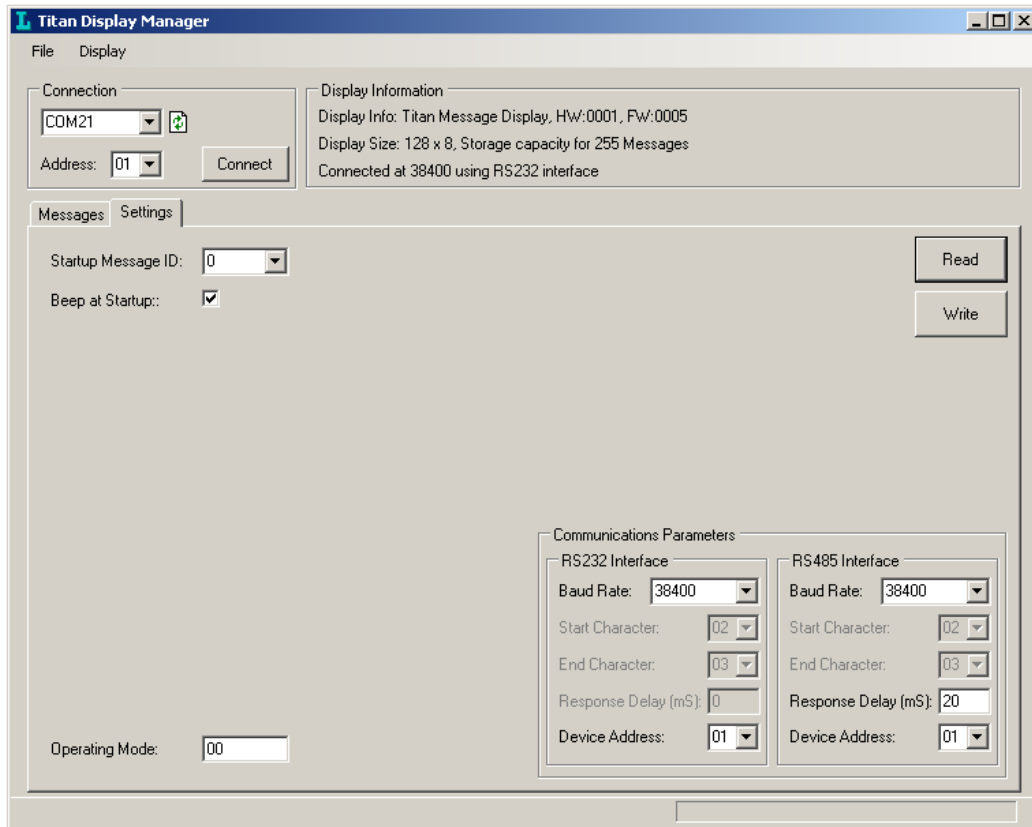 Titan Display Manager
File Display
Connection
COM21
Address: 01 Connect
Display Information
Display Info: Titan Message Display, HW:0001, FW:0005
Display Size: 128 x 8, Storage capacity for 255 Messages
Connected at 38400 using RS232 interface
Messages Settings
Startup Message ID: 0
Beep at Startup::
Read
Write
Communications Parameters
RS232 Interface
Baud Rate: 38400
Start Character: 02
End Character: 03
Response Delay (mS): 0
Device Address: 01
RS485 Interface
Baud Rate: 38400
Start Character: 02
End Character: 03
Response Delay (mS): 20
Device Address: 01
Operating Mode: 00